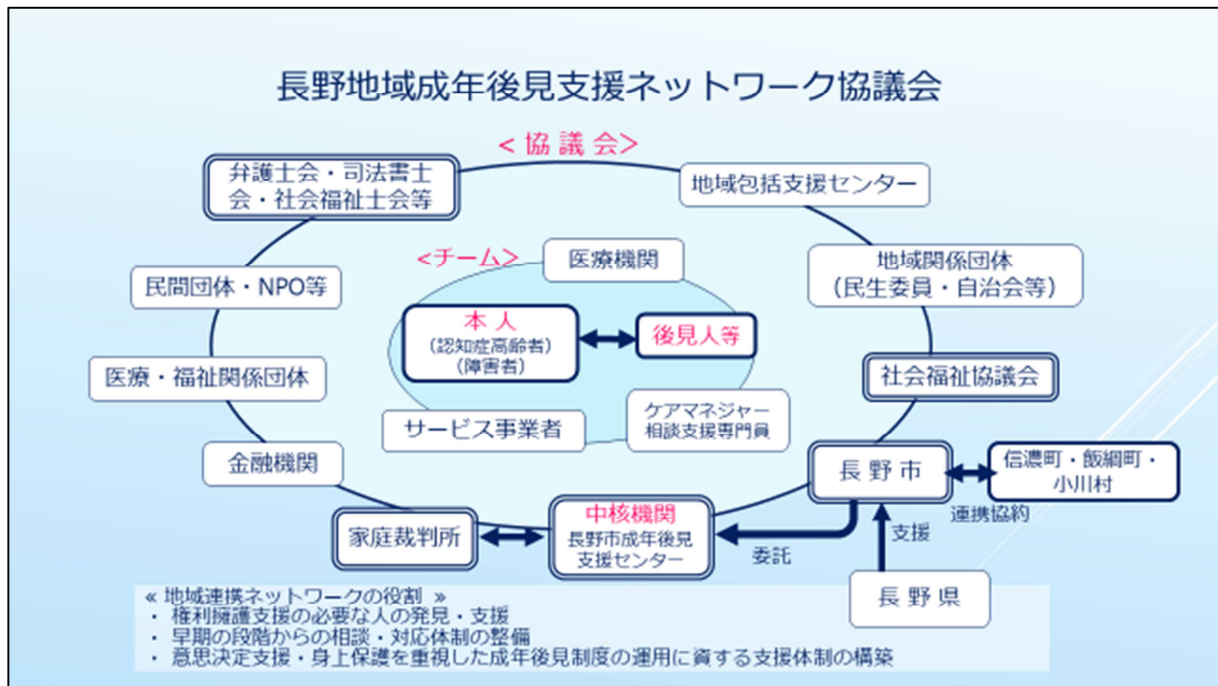 長野地域成年後見支援ネットワーク協議会
＜ 協 議 会＞
弁護士会・司法書士
会・社会福祉士会等
地域包括支援センター
＜チーム＞
医療機関
地域関係団体
（民生委員・自治会等）
民間団体・NPO等
本 人
（認知症高齢者）
（障害者）
後見人等
医療・福祉関係団体
社会福祉協議会
サービス事業者
ケアマネジャー
相談支援専門員
金融機関
長 野 市
信濃町・飯綱町・
小川村
連携協約
家庭裁判所
中核機関
長野市成年後見
支援センター
委託
支援
長 野 県
≪ 地域連携ネットワークの役割 ≫
・ 権利擁護支援の必要な人の発見・支援
・ 早期の段階からの相談・対応体制の整備
・ 意思決定支援・身上保護を重視した成年後見制度の運用に資する支援体制の構築